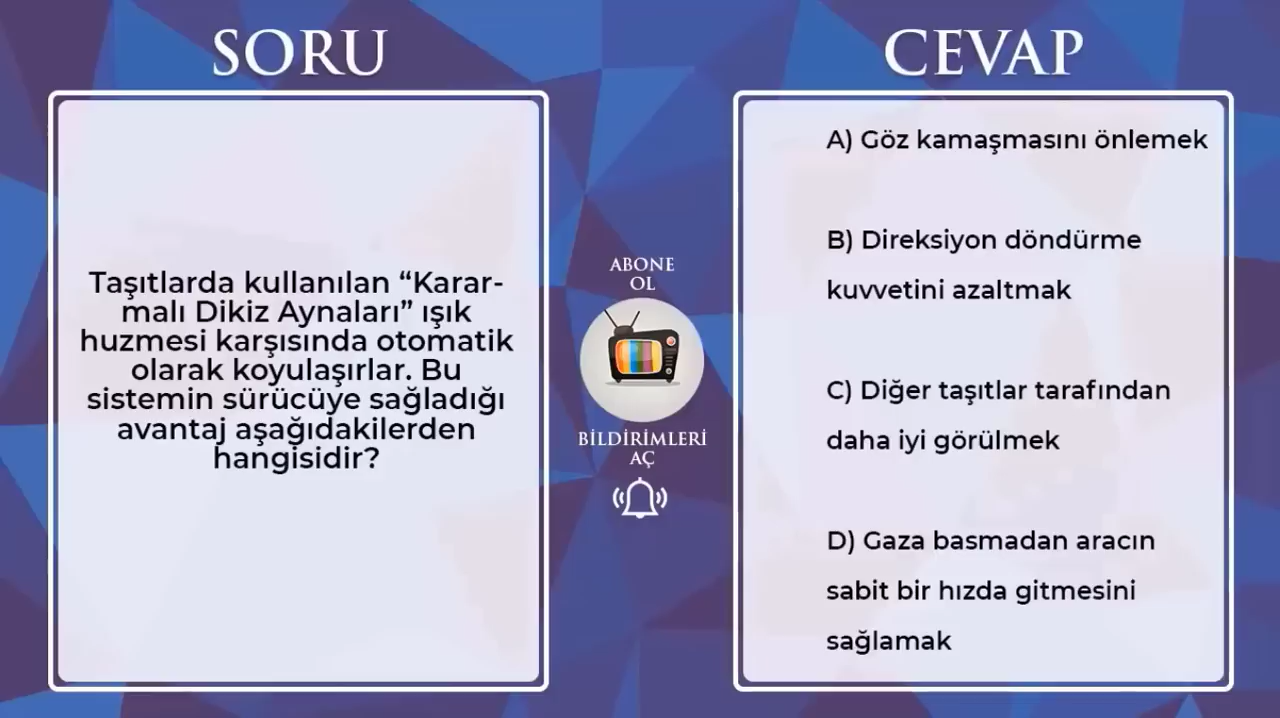 SORU
Taşıtlarda kullanılan “Karar-
malı Dikiz Aynaları” ışık
huzmesi karşısında otomatik
olarak koyulaşırlar. Bu
sistemin sürücüye sağladığı
avantaj aşağıdakilerden
hangisidir?
ABONE
OL
BİLDİRİMLERİ
AÇ
CEVAP
A) Göz kamaşmasını önlemek
B) Direksiyon döndürme
kuvvetini azaltmak
C) Diğer taşıtlar tarafından
daha iyi görülmek
D) Gaza basmadan aracın
sabit bir hızda gitmesini
sağlamak